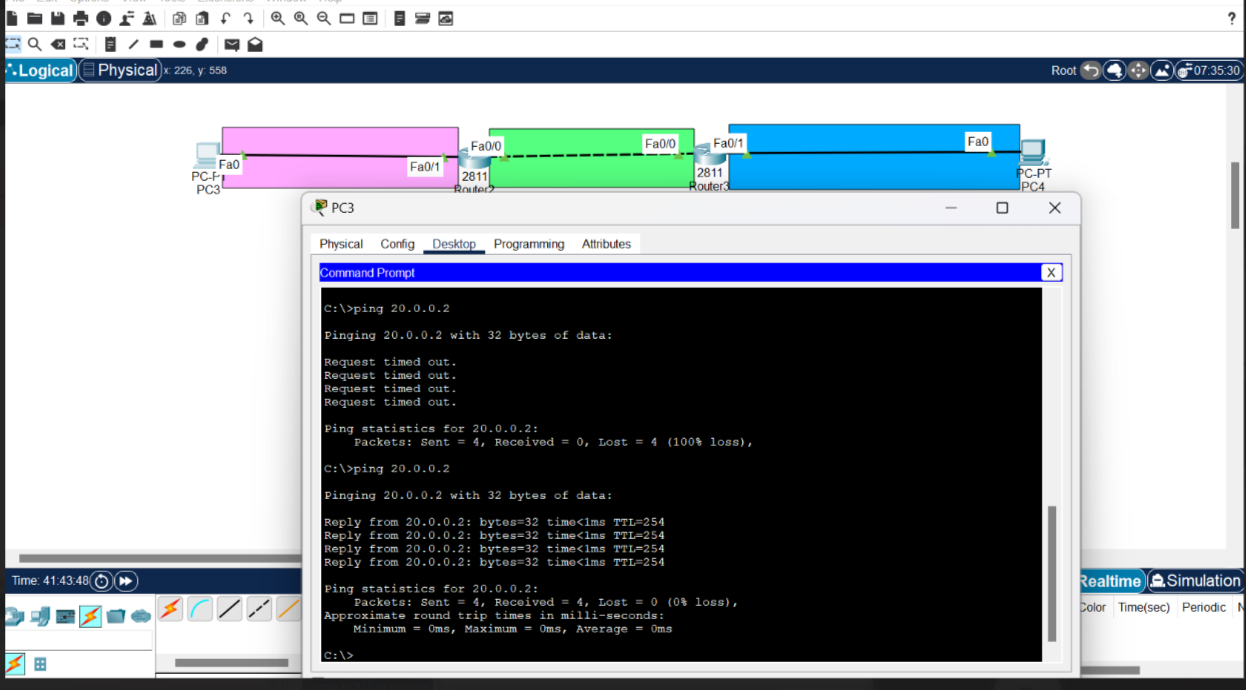 ?
Logical
Physical
x: 226, y: 558
Root
07:35:30
Fa0
PC-P
PC3
Fa0/1
Fa0/0
2811
Router2
Fa0/0
Fa0/1
2811
Router3
Fa0
PC-PT
PC4
PC3
Physical Config Desktop Programming Attributes
Command Prompt
X
C:\>ping 20.0.0.2
Pinging 20.0.0.2 with 32 bytes of data:
Request timed out.
Request timed out.
Request timed out.
Request timed out.
Ping statistics for 20.0.0.2:
Packets: Sent = 4, Received = 0, Lost = 4 (100% loss),
C:\>ping 20.0.0.2
Pinging 20.0.0.2 with 32 bytes of data:
Reply from 20.0.0.2: bytes=32 time<1ms TTL=254
Reply from 20.0.0.2: bytes=32 time<1ms TTL=254
Reply from 20.0.0.2: bytes=32 time<1ms TTL=254
Reply from 20.0.0.2: bytes=32 time<1ms TTL=254
Ping statistics for 20.0.0.2:
Packets: Sent = 4, Received = 4, Lost = 0 (0% loss),
Approximate round trip times in milli-seconds:
Minimum = 0ms, Maximum = 0ms, Average = 0ms
C:\>
Time: 41:43:48
Realtime
Simulation
Color Time(sec) Periodic